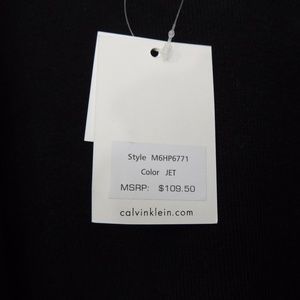 Style M6HP6771
Color JET
MSRP: $109.50
calvinklein.com